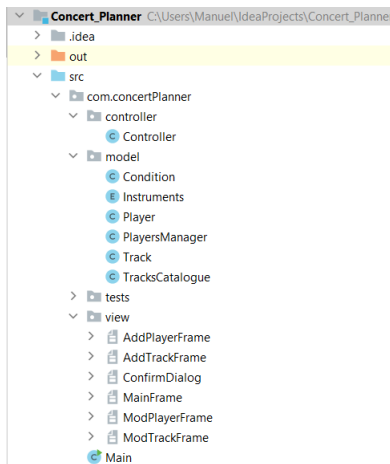 Concert_Planner C:\Users\Manuel\IdeaProjects\Concert_Planner
.idea
out
src
com.concertPlanner
controller
C Controller
model
C Condition
E Instruments
C Player
C PlayersManager
C Track
C TracksCatalogue
tests
view
AddPlayerFrame
AddTrackFrame
ConfirmDialog
MainFrame
ModPlayerFrame
ModTrackFrame
C Main